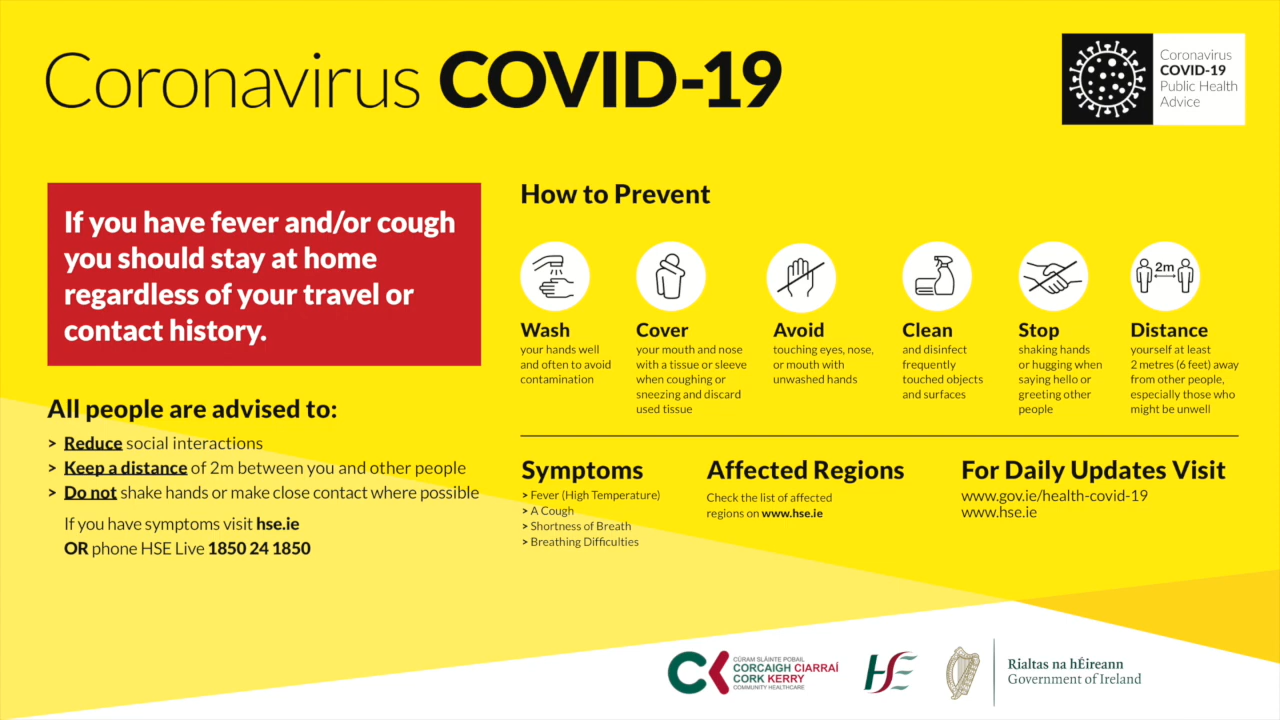 Coronavirus COVID-19
Coronavirus
COVID-19
Public Health
Advice
If you have fever and/or cough
you should stay at home
regardless of your travel or
contact history.
All people are advised to:
> Reduce social interactions
> Keep a distance of 2m between you and other people
> Do not shake hands or make close contact where possible
If you have symptoms visit hse.ie
OR phone HSE Live 1850 24 1850
How to Prevent
Wash
your hands well
and often to avoid
contamination
Cover
your mouth and nose
with a tissue or sleeve
when coughing or
sneezing and discard
used tissue
Avoid
touching eyes, nose,
or mouth with
unwashed hands
Clean
and disinfect
frequently
touched objects
and surfaces
Stop
shaking hands
or hugging when
saying hello or
greeting other
people
2m
Distance
yourself at least
2 metres (6 feet) away
from other people,
especially those who
might be unwell
Symptoms
> Fever (High Temperature)
> A Cough
> Shortness of Breath
> Breathing Difficulties
Affected Regions
Check the list of affected
regions on www.hse.ie
For Daily Updates Visit
www.gov.ie/health-covid-19
www.hse.ie
CK
CÚRAM SLÁINTE POBAIL
CORCAIGH CIARRAÍ
CORK KERRY
COMMUNITY HEALTHCARE
HSE
Rialtas na hÉireann
Government of Ireland